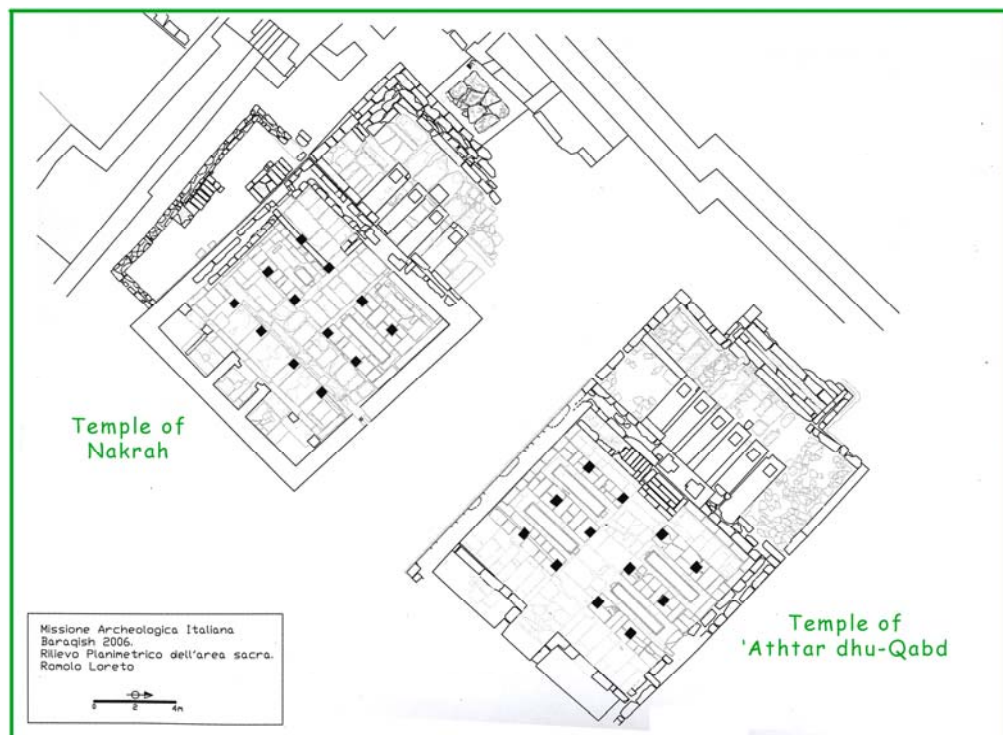 Temple of
Nakrah
Temple of
'Athtar dhu-Qabd
Missione Archeologica Italiana
Baraqish 2006.
Rilievo Planimetrico dell'area sacra.
Romolo Loreto
0 2 4m